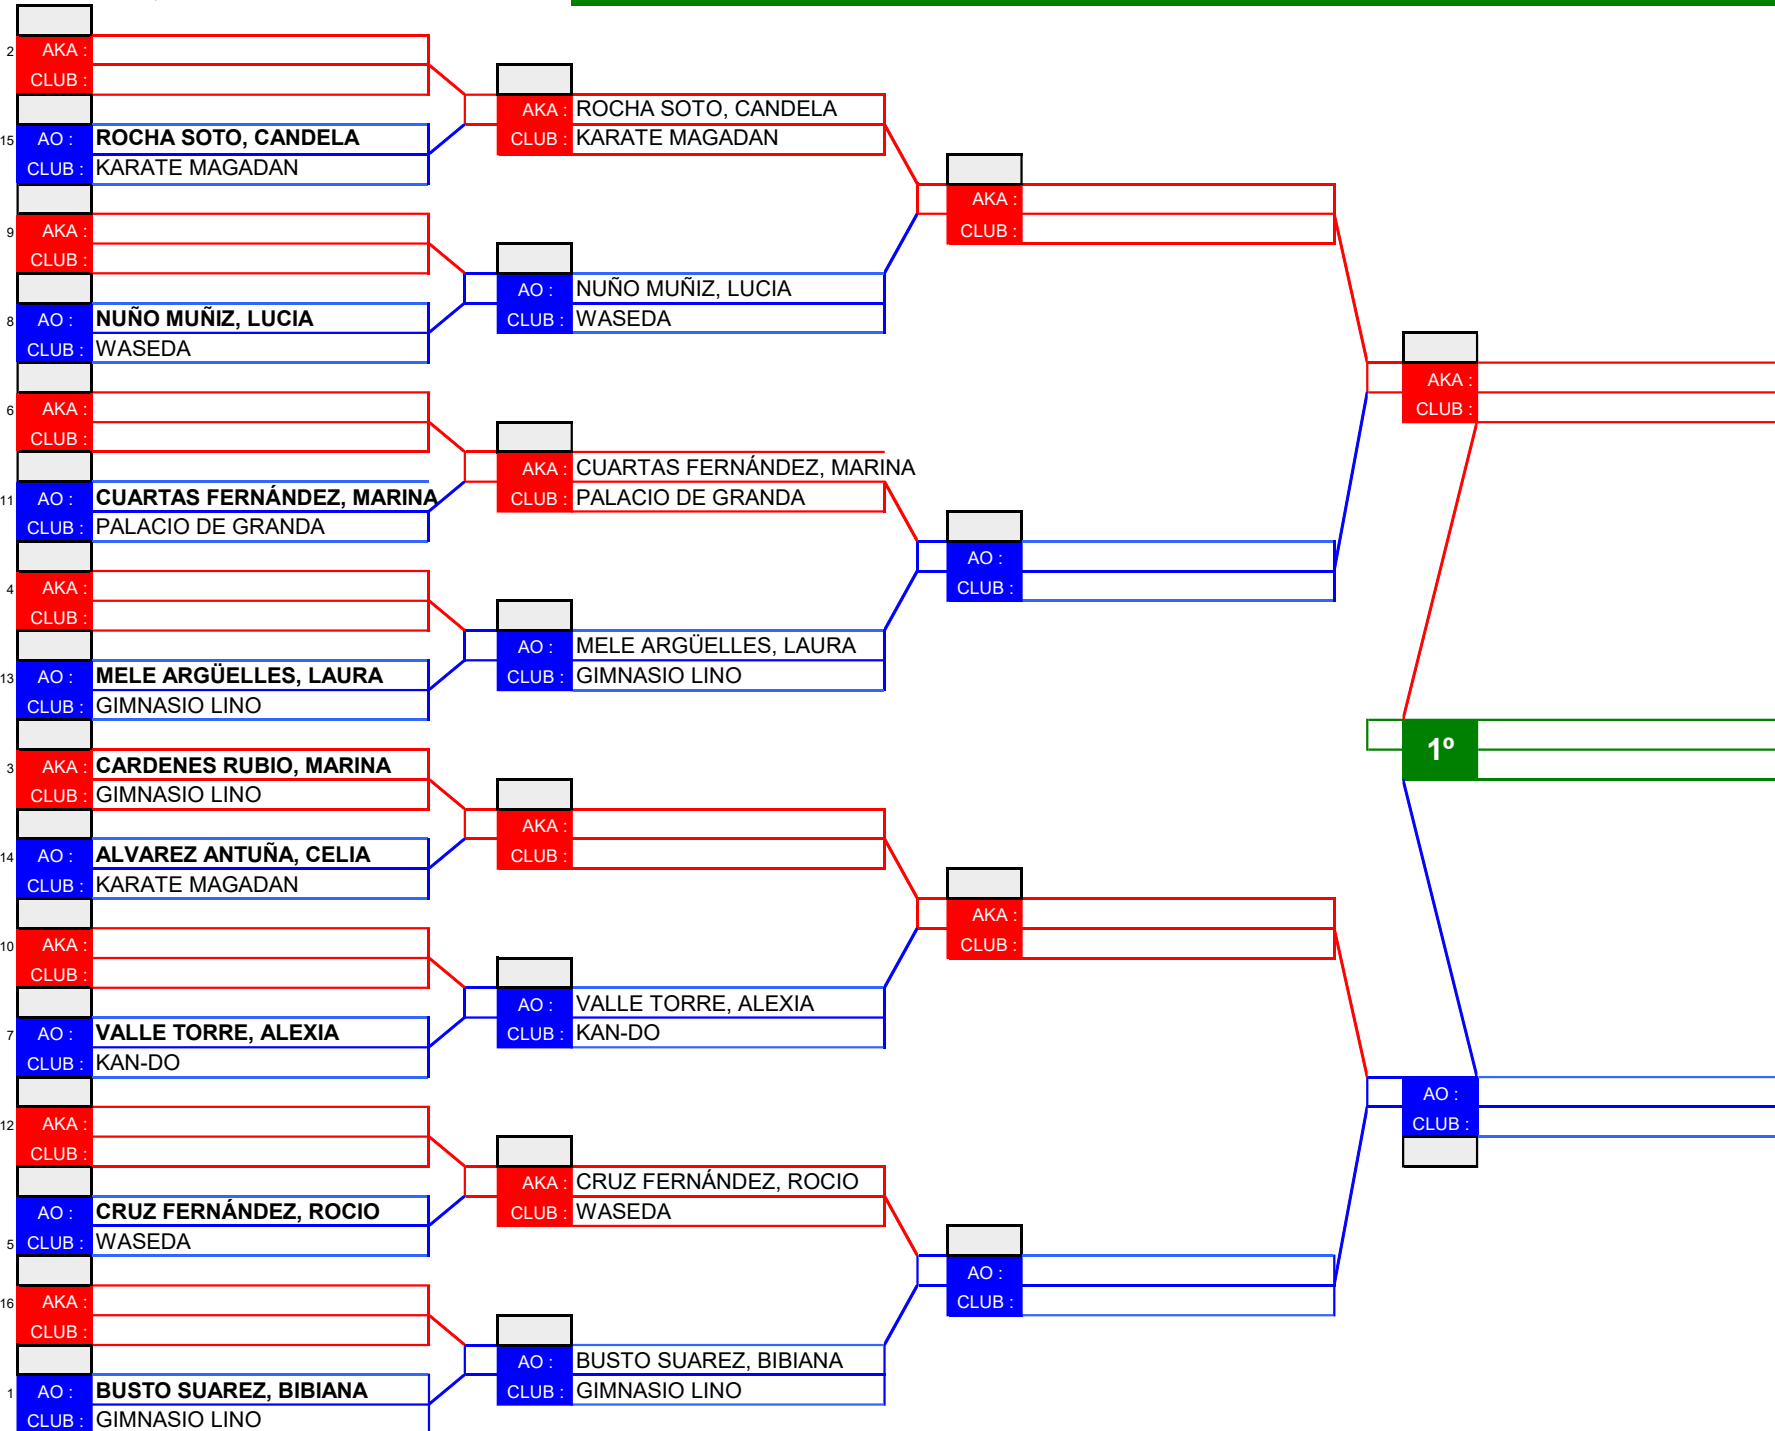 2 AKA :
CLUB :
15 AO : ROCHA SOTO, CANDELA
CLUB : KARATE MAGADAN
9 AKA :
CLUB :
8 AO : NUÑO MUÑIZ, LUCIA
CLUB : WASEDA
6 AKA :
CLUB :
11 AO : CUARTAS FERNÁNDEZ, MARINA
CLUB : PALACIO DE GRANDA
4 AKA :
CLUB :
13 AO : MELE ARGÜELLES, LAURA
CLUB : GIMNASIO LINO
3 AKA : CARDENES RUBIO, MARINA
CLUB : GIMNASIO LINO
14 AO : ALVAREZ ANTUÑA, CELIA
CLUB : KARATE MAGADAN
10 AKA :
CLUB :
7 AO : VALLE TORRE, ALEXIA
CLUB : KAN-DO
12 AKA :
CLUB :
AO : CRUZ FERNÁNDEZ, ROCIO
5 CLUB : WASEDA
16 AKA :
CLUB :
1 AO : BUSTO SUAREZ, BIBIANA
CLUB : GIMNASIO LINO
AKA : ROCHA SOTO, CANDELA
CLUB : KARATE MAGADAN
AO : NUÑO MUÑIZ, LUCIA
CLUB : WASEDA
AKA : CUARTAS FERNÁNDEZ, MARINA
CLUB : PALACIO DE GRANDA
AO : MELE ARGÜELLES, LAURA
CLUB : GIMNASIO LINO
AKA :
CLUB :
AO : VALLE TORRE, ALEXIA
CLUB : KAN-DO
AKA : CRUZ FERNÁNDEZ, ROCIO
CLUB : WASEDA
AO : BUSTO SUAREZ, BIBIANA
CLUB : GIMNASIO LINO
AKA :
CLUB :
AO :
CLUB :
AKA :
CLUB :
AO :
CLUB :
AKA :
CLUB :
1º
AO :
CLUB :